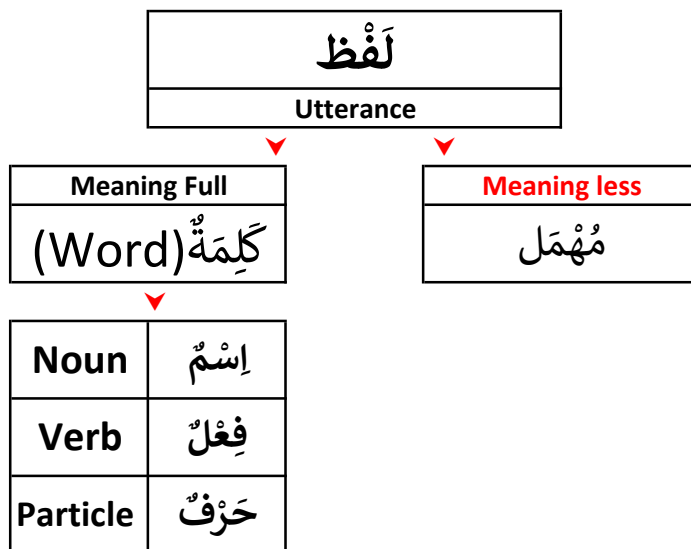 لَفْظ
Utterance
Meaning Full
Meaning less
كَلِمَةٌ(Word)
مُهْمَل
Noun اِسْمٌ
Verb فِعْلٌ
Particle حَرْفٌ